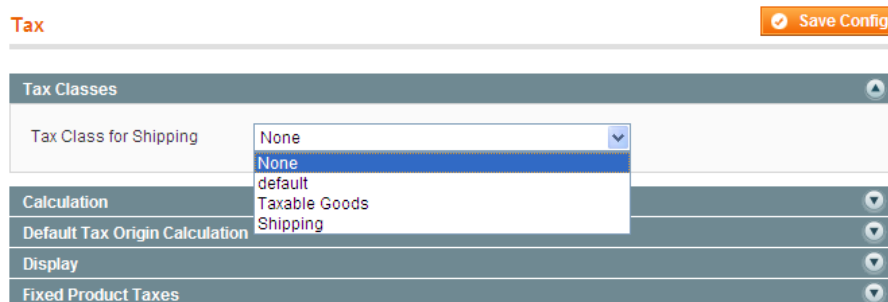 Tax
Save Config
Tax Classes
Tax Class for Shipping
None
None
default
Taxable Goods
Shipping
Calculation
Default Tax Origin Calculation
Display
Fixed Product Taxes